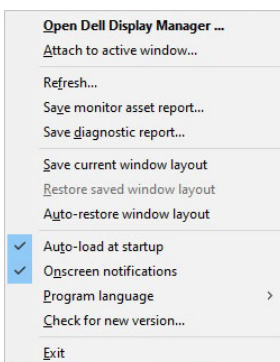 Open Dell Display Manager ...
Attach to active window...
Refresh...
Save monitor asset report...
Save diagnostic report...
Save current window layout
Restore saved window layout
Auto-restore window layout
Auto-load at startup
Onscreen notifications
Program language
Check for new version...
Exit